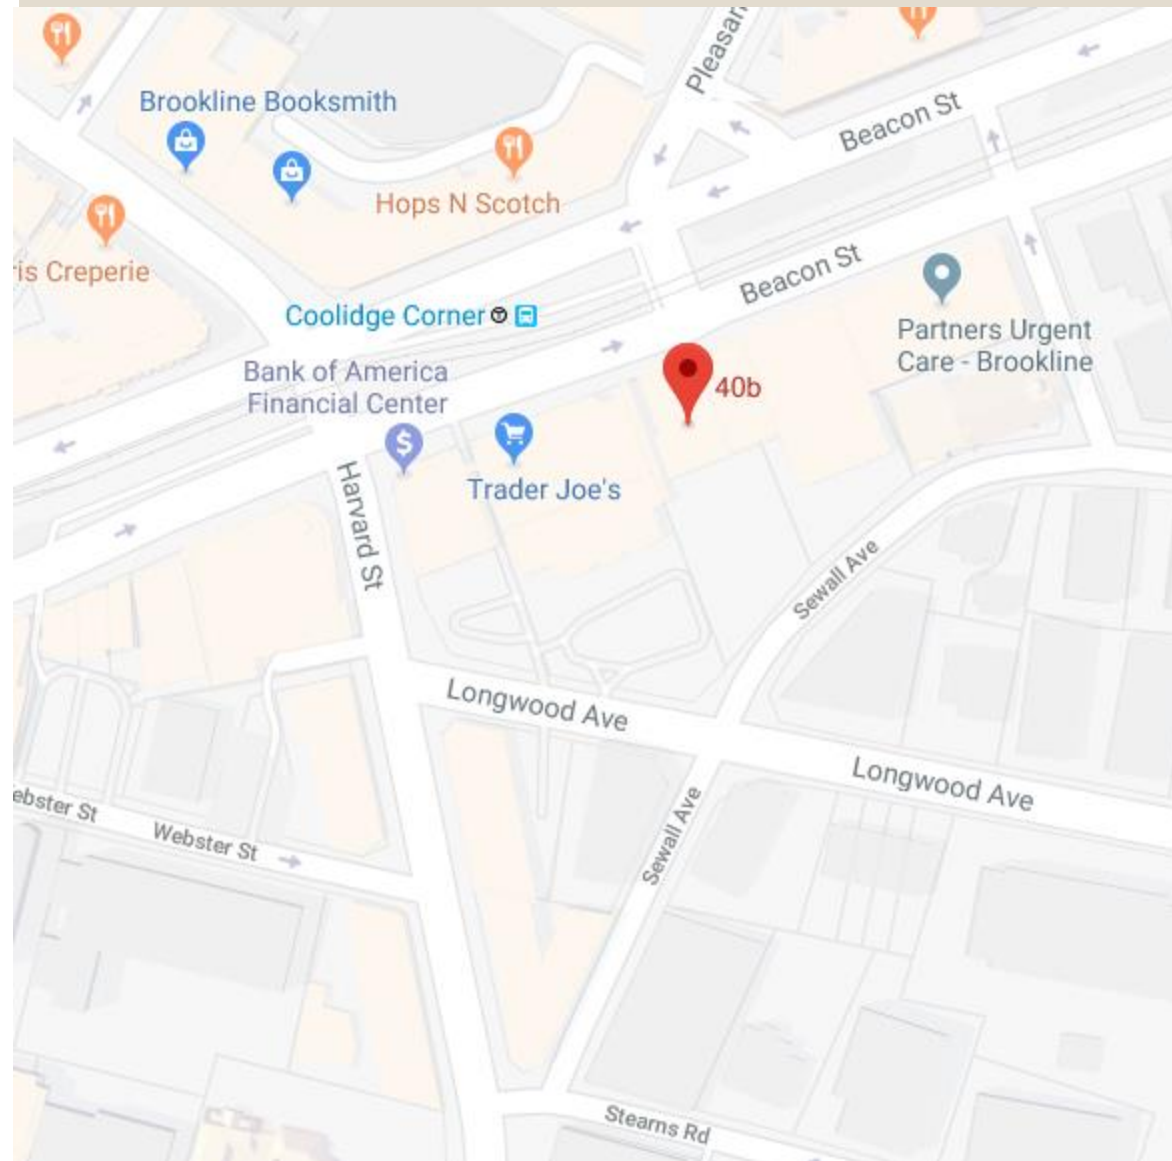 Pleasan
Brookline Booksmith
Beacon St
Hops N Scotch
ris Creperie
Beacon St
Coolidge Corner
Partners Urgent
Care - Brookline
Bank of America
Financial Center
40b
Trader Joe's
Harvard St
Sewall Ave
Longwood Ave
Longwood Ave
ebster St
Webster St
Sewall Ave
Stearns Rd